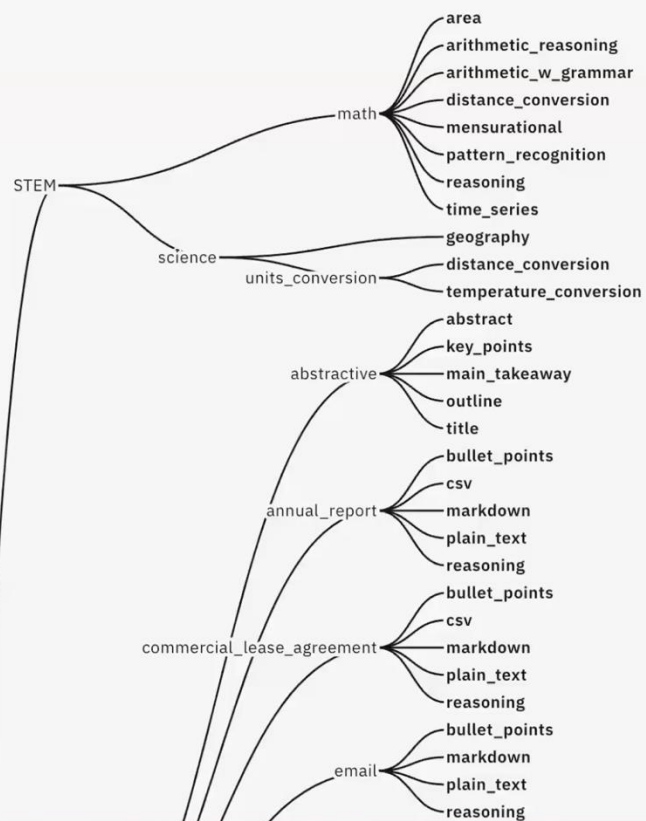 area
arithmetic_reasoning
arithmetic_w_grammar
distance_conversion
math
mensurational
pattern_recognition
STEM
reasoning
time_series
geography
science
distance_conversion
units_conversion
temperature_conversion
abstract
key_points
abstractive
main_takeaway
outline
title
bullet_points
csv
annual_report
markdown
plain_text
reasoning
bullet_points
csv
commercial_lease_agreement
markdown
plain_text
reasoning
bullet_points
markdown
email
plain_text
reasoning